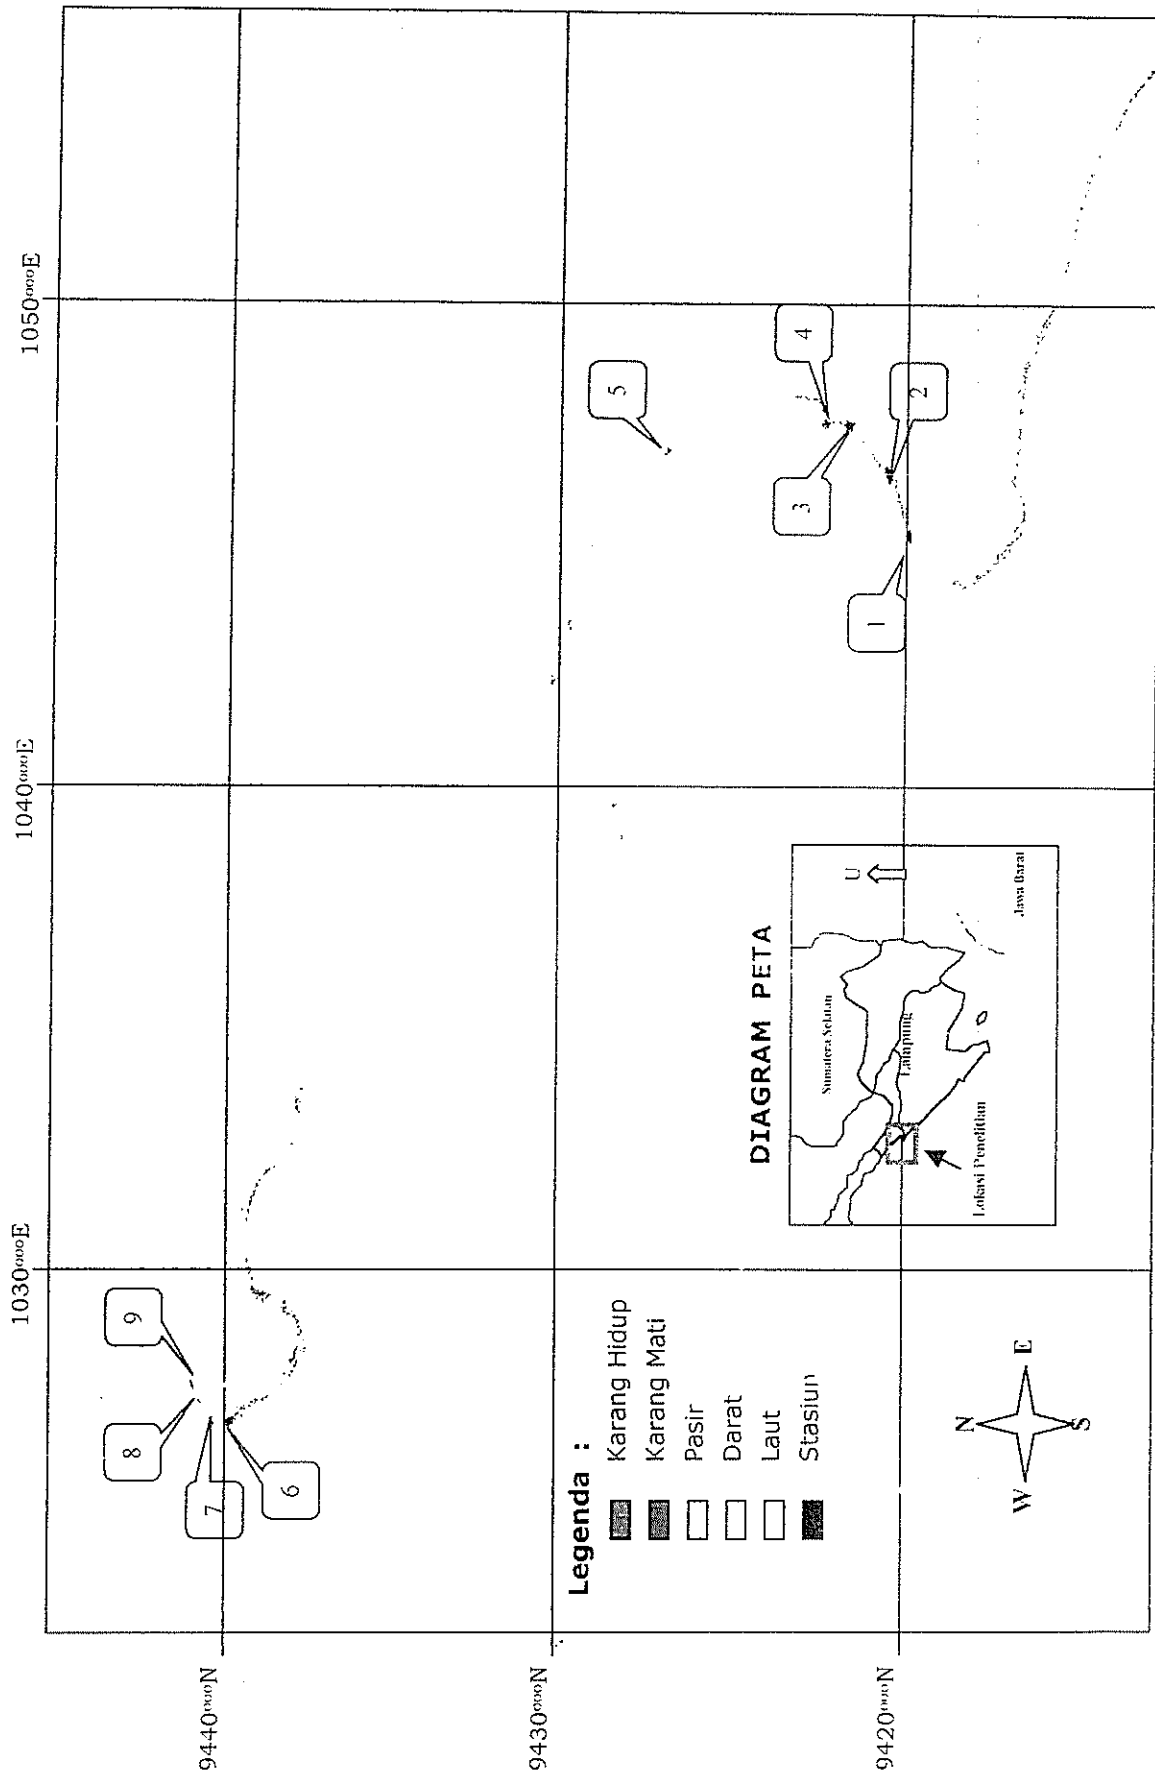 1030⁰⁰⁰E
1040⁰⁰⁰E
1050⁰⁰⁰E
9440⁰⁰⁰N
9430⁰⁰⁰N
9420⁰⁰⁰N
8
9
7
6
5
4
3
2
1
Legenda :
Karang Hidup
Karang Mati
Pasir
Darat
Laut
Stasiun
N
W
E
S
DIAGRAM PETA
Sumatera Selatan
Lampung
U
Lokasi Penelitian
Jawa Barat